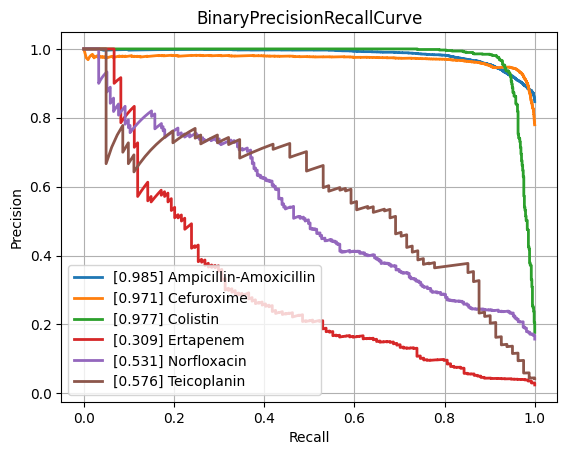 BinaryPrecisionRecallCurve
1.0
0.8
0.6
0.4
0.2
0.0
Precision
[0.985] Ampicillin-Amoxicillin
[0.971] Cefuroxime
[0.977] Colistin
[0.309] Ertapenem
[0.531] Norfloxacin
[0.576] Teicoplanin
0.0 0.2 0.4 0.6 0.8 1.0
Recall